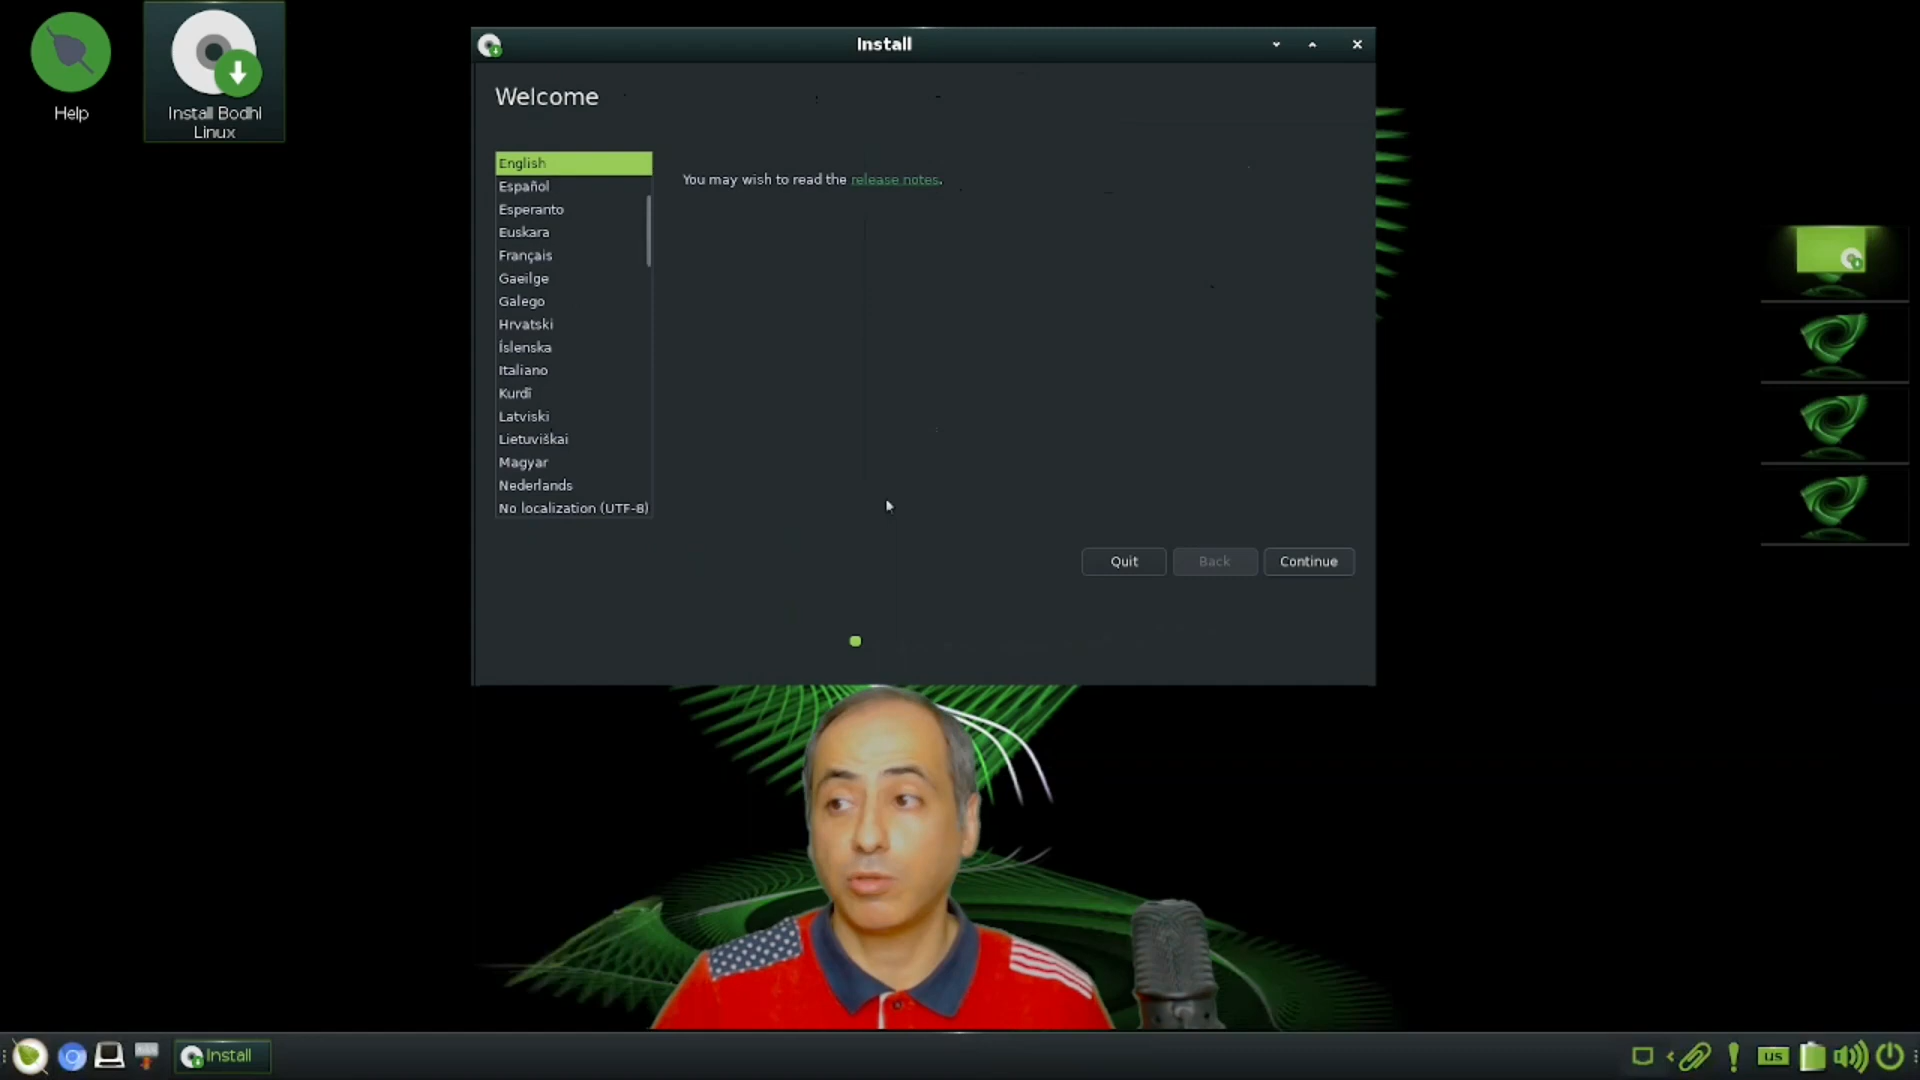 Help
Install Bodhi
Linux
Install
Welcome
English
Español
Esperanto
Euskara
Français
Gaeilge
Galego
Hrvatski
Íslenska
Italiano
Kurdî
Latviski
Lietuviškai
Magyar
Nederlands
No localization (UTF-8)
You may wish to read the release notes.
Quit
Back
Continue
Install
us